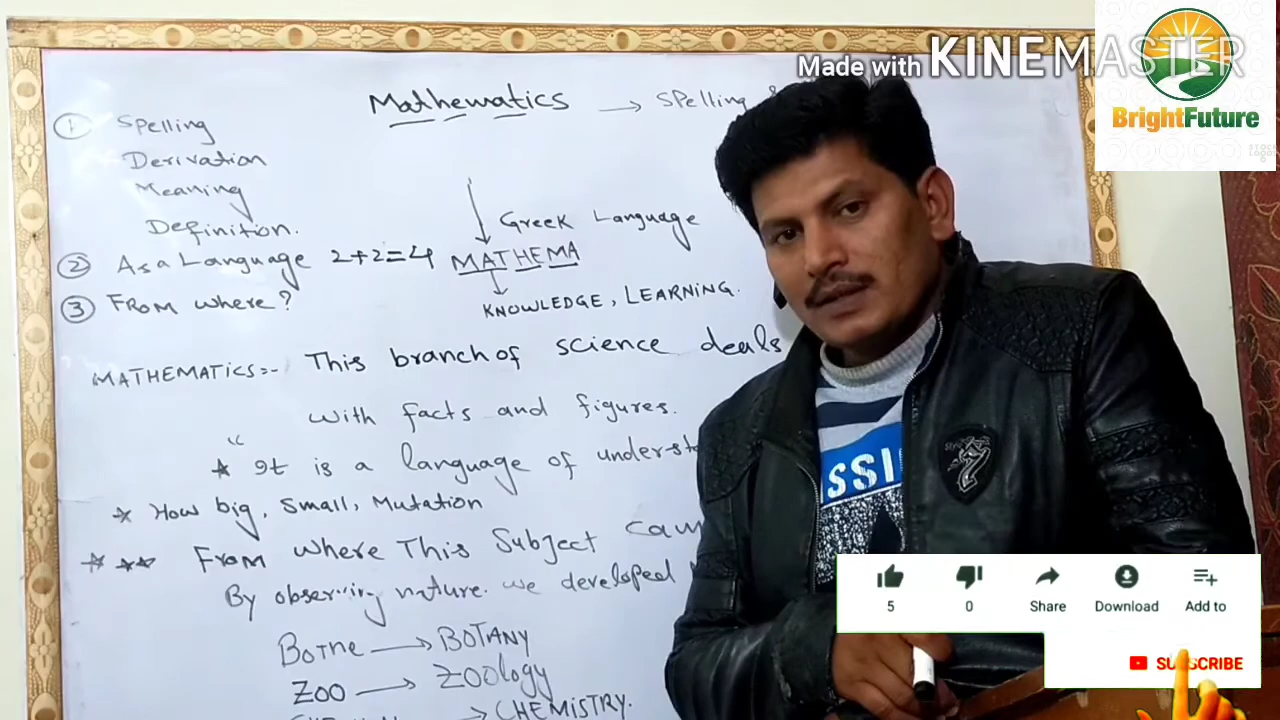 Made with KINEMASTER
BrightFuture
Mathematics → Spelling
① Spelling
Derivation
Meaning
Definition.
Greek Language
② As a Language 2+2=4 MATHEMA
③ From where?
KNOWLEDGE, LEARNING.
MATHEMATICS:- This branch of science deals
with facts and figures.
“
* It is a language of
* How big, Small, Mutation
*** From where This Subject
By observing nature. we developed
Botne → BOTANY
ZOO → ZOOlogy
→ CHEMISTRY.
SSI
7
5 0 Share Download Add to
SUBSCRIBE